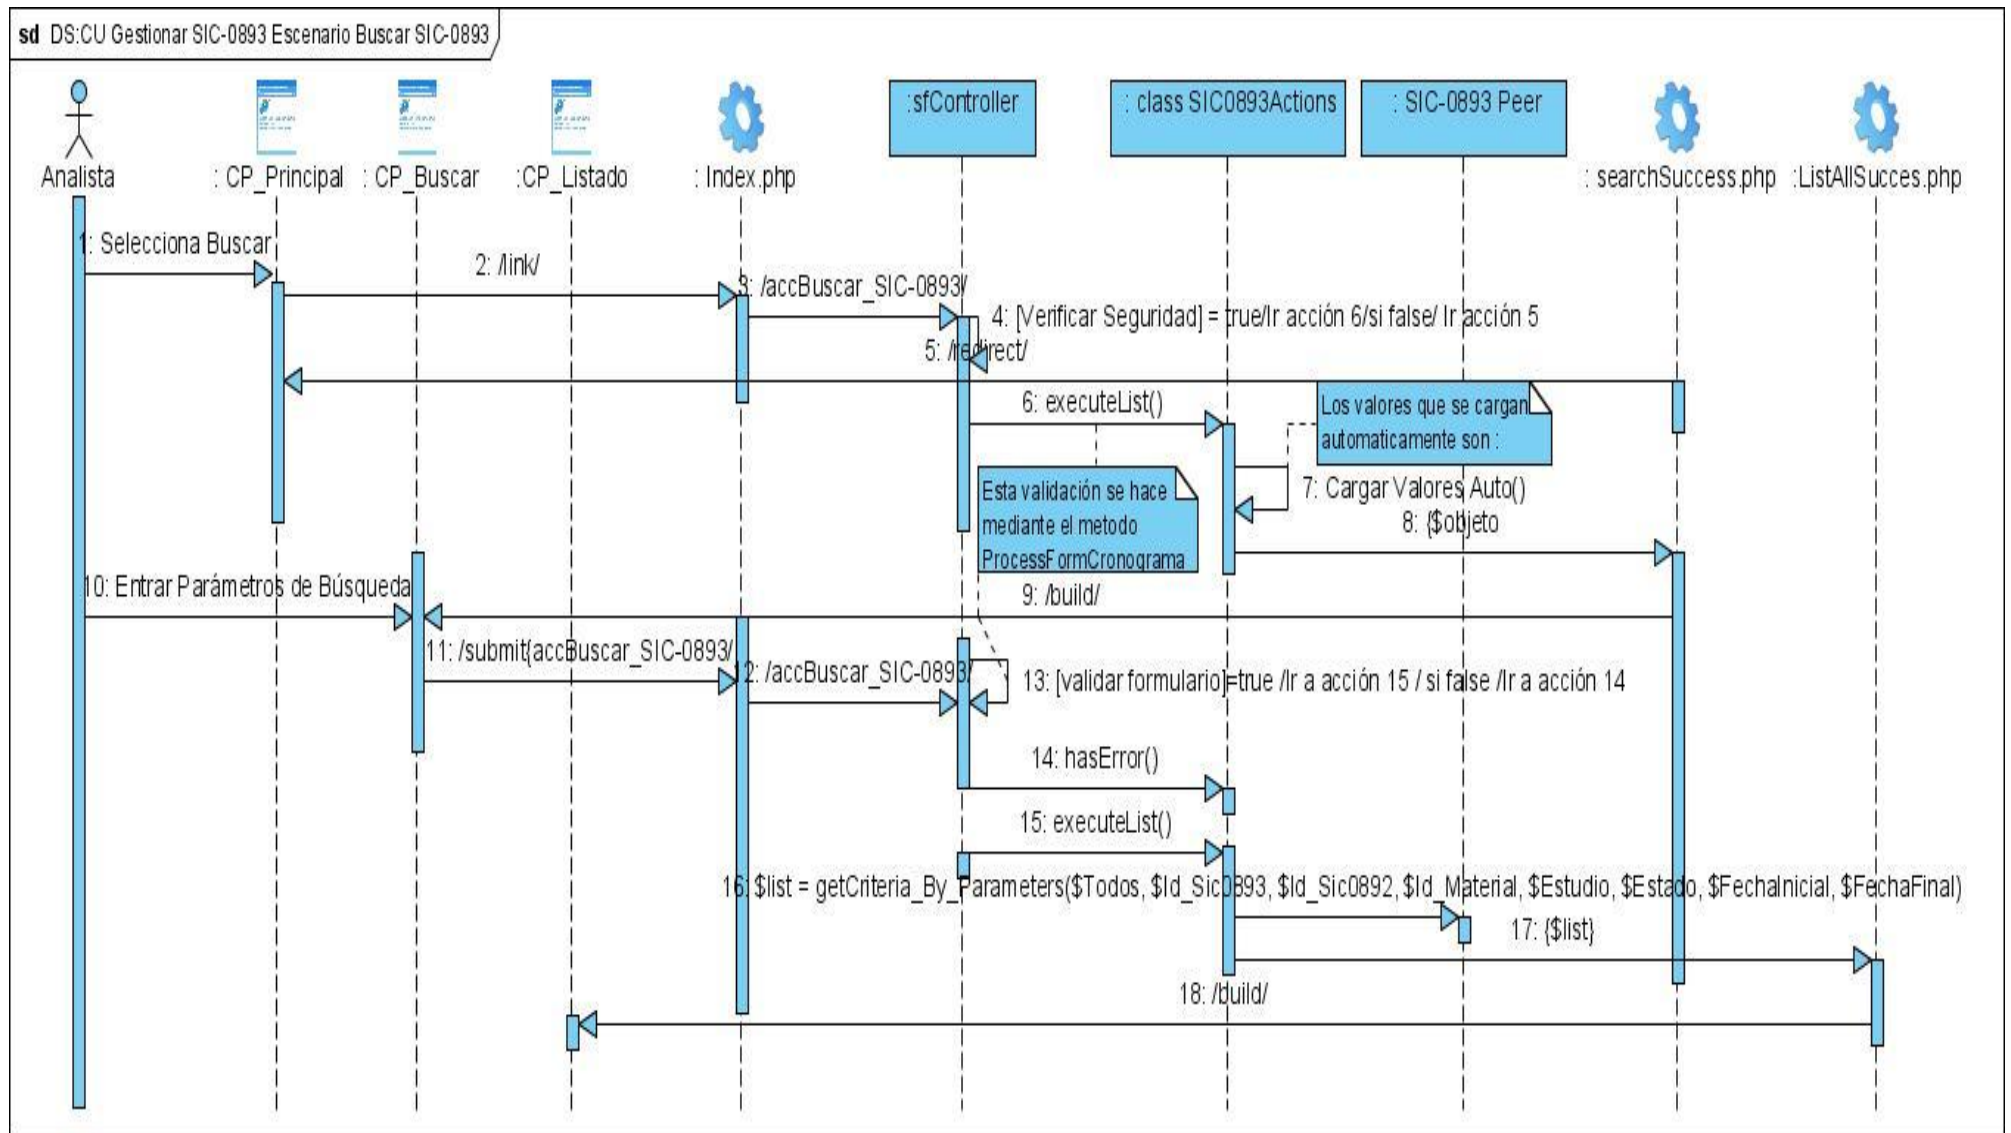 sd DS:CU Gestionar SIC-0893 Escenario Buscar SIC-0893
:sfController
: class SIC0893Actions
: SIC-0893 Peer
Analista
: CP_Principal
: CP_Buscar
:CP_Listado
: Index.php
: searchSuccess.php
:ListAllSucces.php
1: Selecciona Buscar
2: /link/
3: /accBuscar_SIC-0893/
4: [Verificar Seguridad] = true/Ir acción 6/si false/ Ir acción 5
5: /redirect/
6: executeList()
Los valores que se cargan
automaticamente son :
7: Cargar Valores Auto()
Esta validación se hace
mediante el metodo
ProcessFormCronograma
8: {$objeto
9: /build/
10: Entrar Parámetros de Búsqueda
11: /submit{accBuscar_SIC-0893/
12: /accBuscar_SIC-0893/
13: [validar formulario]=true /Ir a acción 15 / si false /Ir a acción 14
14: hasError()
15: executeList()
16: $list = getCriteria_By_Parameters($Todos, $Id_Sic0893, $Id_Sic0892, $Id_Material, $Estudio, $Estado, $FechaInicial, $FechaFinal)
17: {$list}
18: /build/